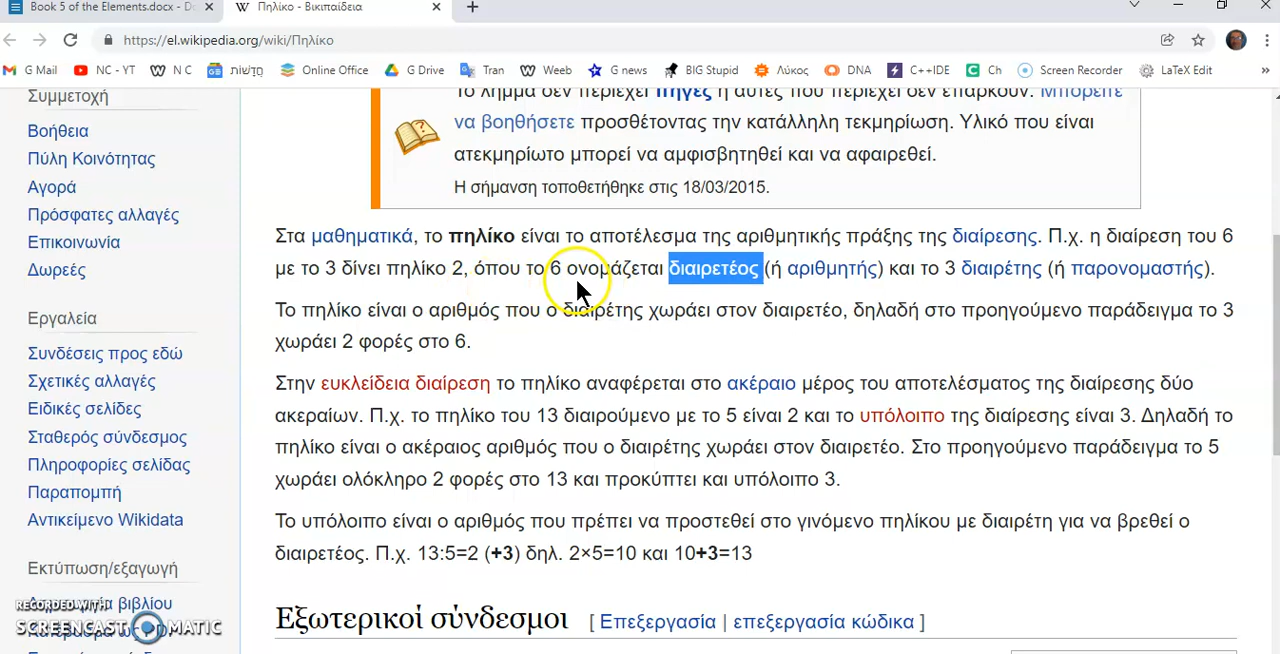 Book 5 of the Elements.docx - D
Πηλίκο - Βικιπαίδεια
https://el.wikipedia.org/wiki/Πηλίκο
G Mail NC - YT N C חֲדָשׁוֹת Online Office G Drive Tran Weeb G news BIG Stupid Λύκος DNA C++IDE Ch Screen Recorder LaTeX Edit
Συμμετοχή
Βοήθεια
Πύλη Κοινότητας
Αγορά
Πρόσφατες αλλαγές
Επικοινωνία
Δωρεές
Εργαλεία
Συνδέσεις προς εδώ
Σχετικές αλλαγές
Ειδικές σελίδες
Σταθερός σύνδεσμος
Πληροφορίες σελίδας
Παραπομπή
Αντικείμενο Wikidata
Εκτύπωση/εξαγωγή
βιβλίου
RECORDED WITH
SCREENCAST MATIC
Το λήμμα δεν περιέχει πηγές ή αυτές που περιέχει δεν επαρκούν. Μπορείτε
να βοηθήσετε προσθέτοντας την κατάλληλη τεκμηρίωση. Υλικό που είναι
ατεκμηρίωτο μπορεί να αμφισβητηθεί και να αφαιρεθεί.
Η σήμανση τοποθετήθηκε στις 18/03/2015.
Στα μαθηματικά, το πηλίκο είναι το αποτέλεσμα της αριθμητικής πράξης της διαίρεσης. Π.χ. η διαίρεση του 6
με το 3 δίνει πηλίκο 2, όπου το 6 ονομάζεται διαιρετέος (ή αριθμητής) και το 3 διαιρέτης (ή παρονομαστής).
Το πηλίκο είναι ο αριθμός που ο διαιρέτης χωράει στον διαιρετέο, δηλαδή στο προηγούμενο παράδειγμα το 3
χωράει 2 φορές στο 6.
Στην ευκλείδεια διαίρεση το πηλίκο αναφέρεται στο ακέραιο μέρος του αποτελέσματος της διαίρεσης δύο
ακεραίων. Π.χ. το πηλίκο του 13 διαιρούμενο με το 5 είναι 2 και το υπόλοιπο της διαίρεσης είναι 3. Δηλαδή το
πηλίκο είναι ο ακέραιος αριθμός που ο διαιρέτης χωράει στον διαιρετέο. Στο προηγούμενο παράδειγμα το 5
χωράει ολόκληρο 2 φορές στο 13 και προκύπτει και υπόλοιπο 3.
Το υπόλοιπο είναι ο αριθμός που πρέπει να προστεθεί στο γινόμενο πηλίκου με διαιρέτη για να βρεθεί ο
διαιρετέος. Π.χ. 13:5=2 (+3) δηλ. 2×5=10 και 10+3=13
Εξωτερικοί σύνδεσμοι [ Επεξεργασία | επεξεργασία κώδικα ]